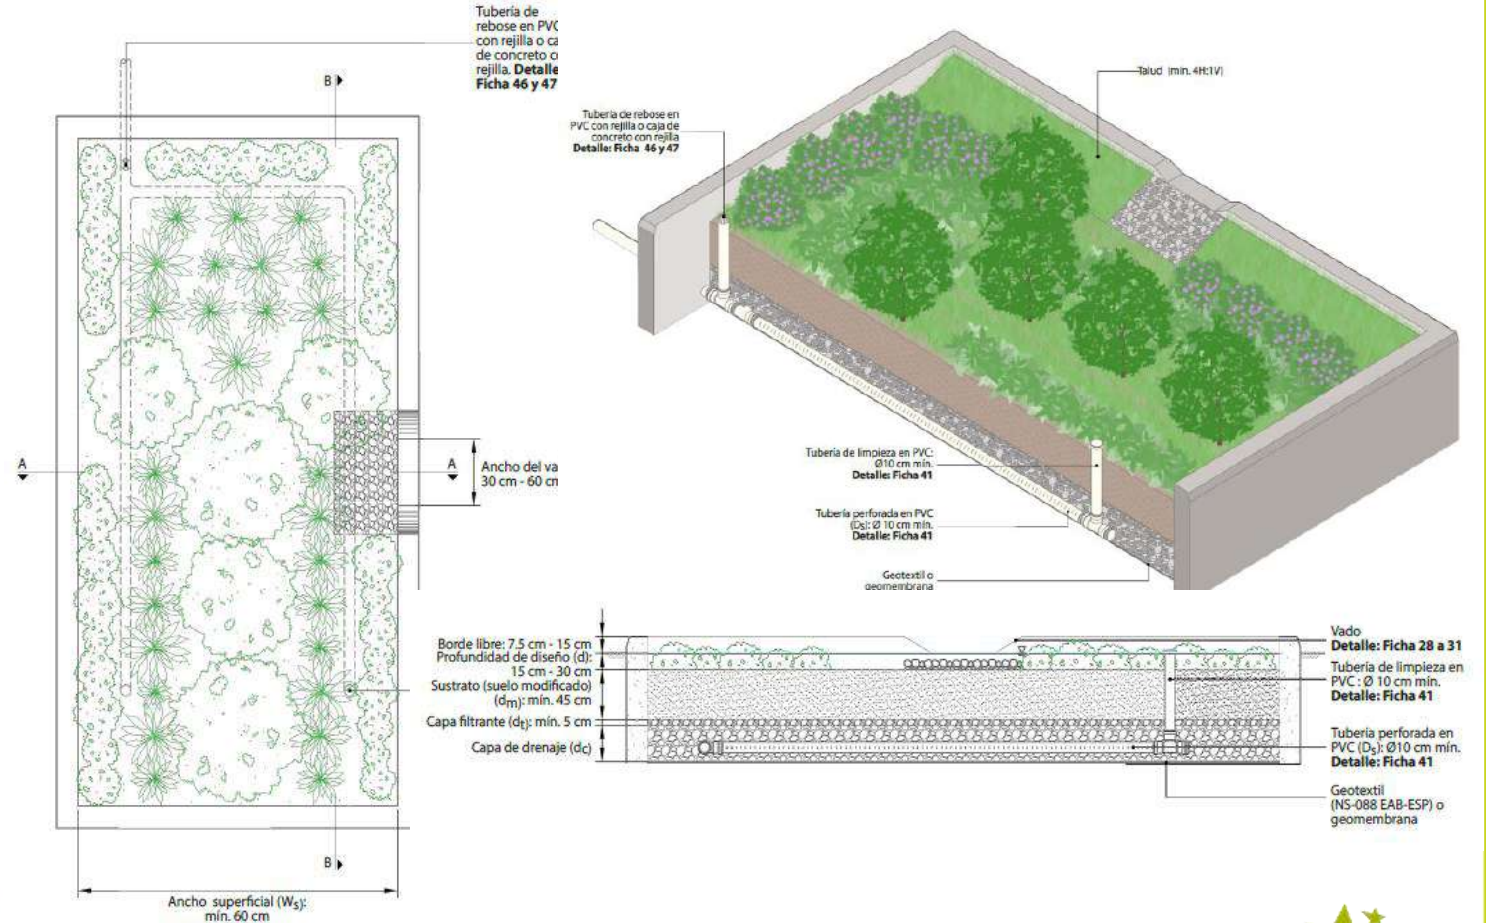 Tubería de
rebose en PVC
con rejilla o ca
de concreto c
rejilla. Detalle
Ficha 46 y 47
B
A
A
Ancho del va
30 cm - 60 cm
B
Ancho superficial (Ws):
mín. 60 cm
Talud (mín. 4H:1V)
Tubería de rebose en
PVC con rejilla o caja de
concreto con rejilla
Detalle: Ficha 46 y 47
Tubería de limpieza en PVC:
Ø10 cm mín.
Detalle: Ficha 41
Tubería perforada en PVC
(Ds): Ø 10 cm mín.
Detalle: Ficha 41
Geotextil o
geomembrana
Borde libre: 7.5 cm - 15 cm
Profundidad de diseño (d):
15 cm - 30 cm
Sustrato (suelo modificado)
(dm): mín. 45 cm
Capa filtrante (dt): mín. 5 cm
Capa de drenaje (dc)
Vado
Detalle: Ficha 28 a 31
Tubería de limpieza en
PVC : Ø 10 cm mín.
Detalle: Ficha 41
Tubería perforada en
PVC (Ds): Ø10 cm mín.
Detalle: Ficha 41
Geotextil
(NS-088 EAB-ESP) o
geomembrana